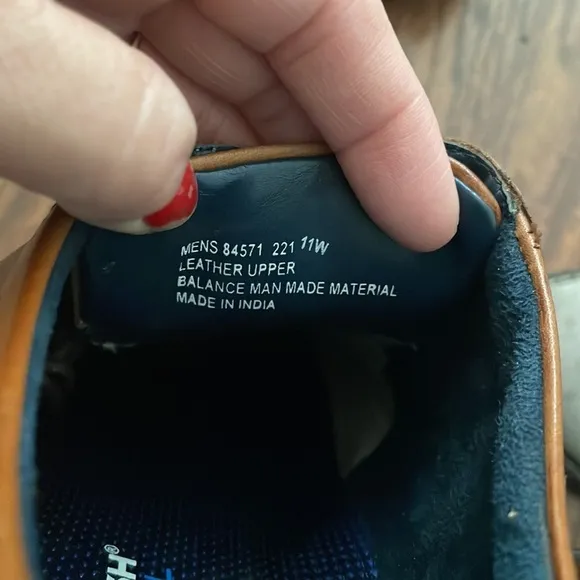 MENS 84571 221 11W
LEATHER UPPER
BALANCE MAN MADE MATERIAL
MADE IN INDIA